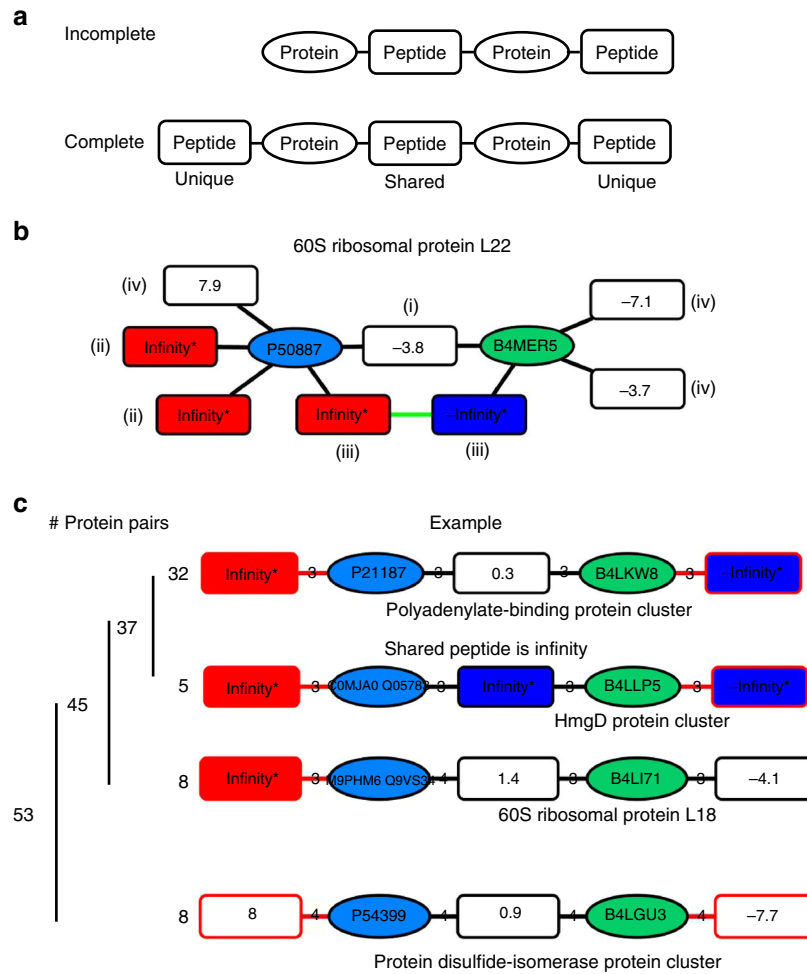 a
Incomplete
Protein Peptide Protein Peptide
Complete
Peptide Protein Peptide Protein Peptide
Unique Shared Unique
b
60S ribosomal protein L22
(iv) 7.9 (i) –7.1 (iv)
(ii) Infinity* P50887 –3.8 B4MER5
–3.7 (iv)
(ii) Infinity* Infinity* –Infinity*
(iii) (iii)
c
# Protein pairs Example
32 Infinity* 3 P21187 3 0.3 3 B4LKW8 3 –Infinity*
Polyadenylate-binding protein cluster
37
Shared peptide is infinity
45 5 Infinity* 3 C0MJA0 Q05783 3 –Infinity* 3 B4LLP5 3 –Infinity*
HmgD protein cluster
8 Infinity* 3 M9PHM6 Q9VS34 4 1.4 3 B4LI71 3 –4.1
60S ribosomal protein L18
53
8 8 4 P54399 4 0.9 4 B4LGU3 4 –7.7
Protein disulfide-isomerase protein cluster